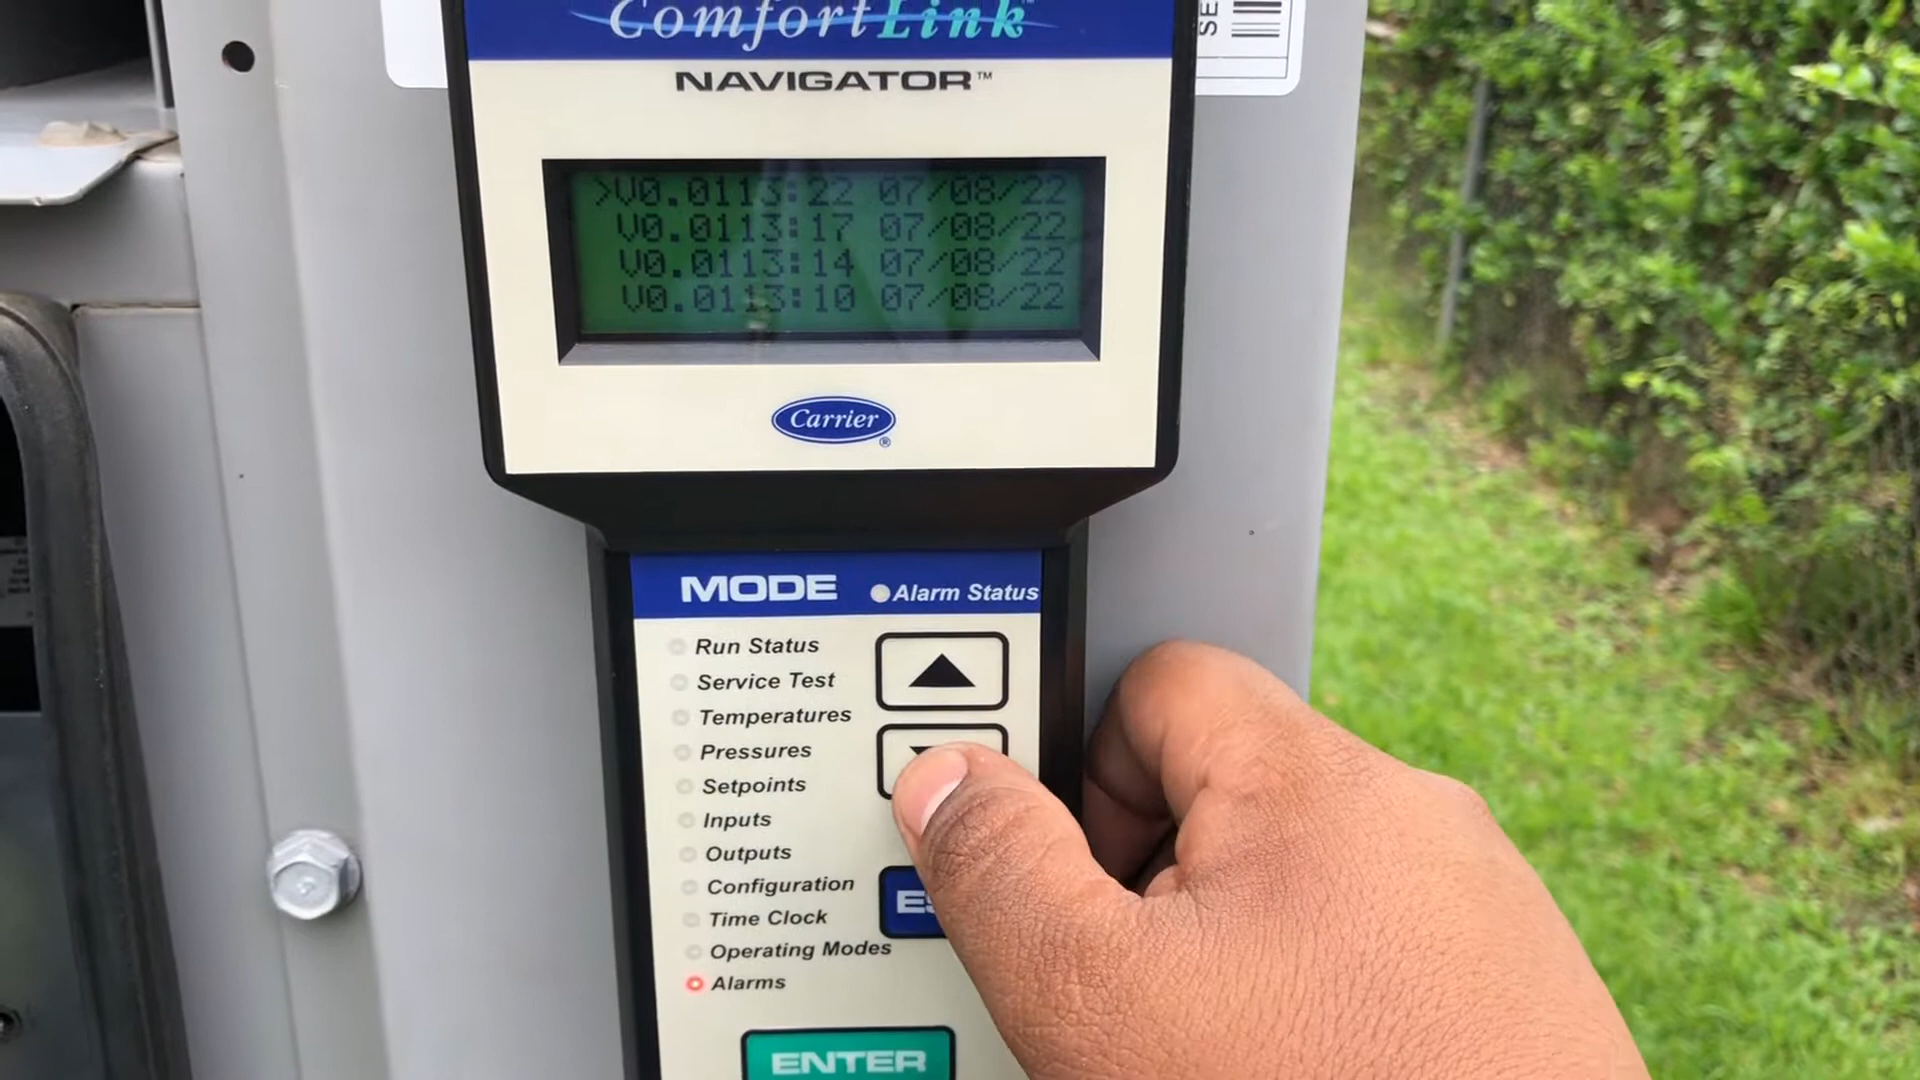 ComfortLink
NAVIGATOR™
>V0.0113:22 07/08/22
V0.0113:17 07/08/22
V0.0113:14 07/08/22
V0.0113:10 07/08/22
Carrier®
MODE
Alarm Status
Run Status
Service Test
Temperatures
Pressures
Setpoints
Inputs
Outputs
Configuration
Time Clock
Operating Modes
Alarms
ENTER